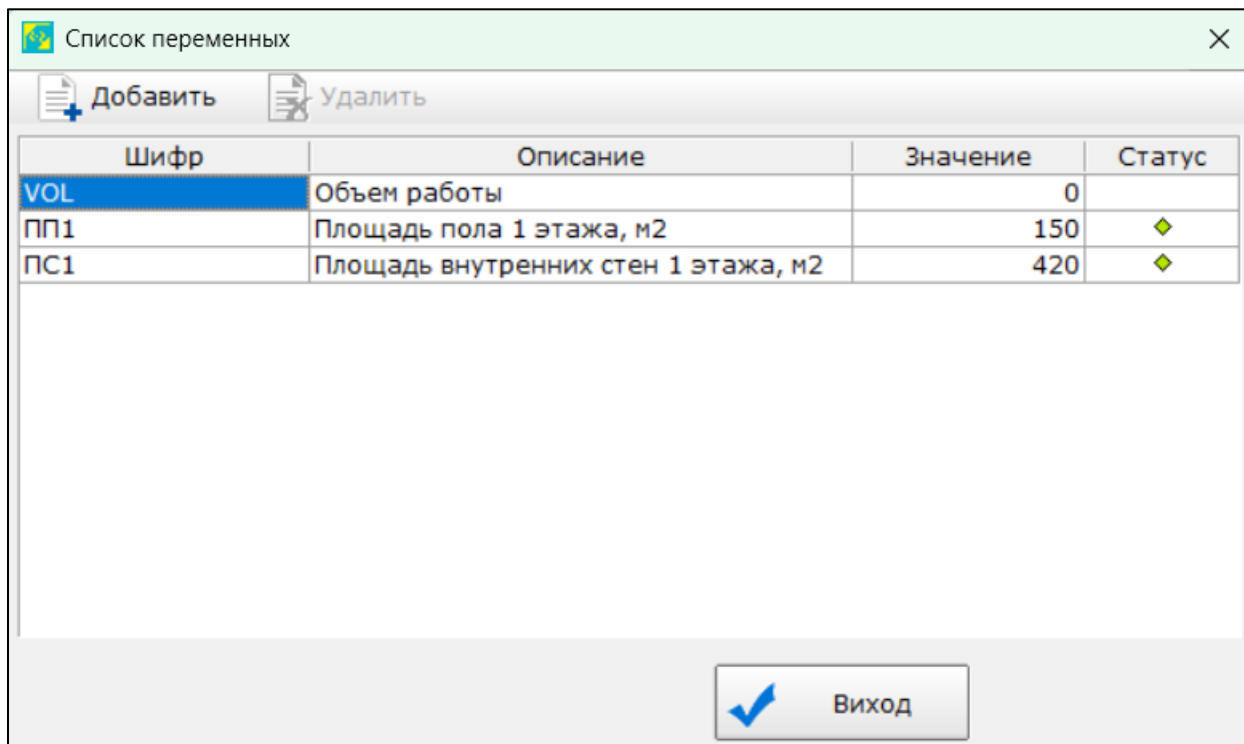 Список переменных
Добавить Удалить
Шифр Описание Значение Статус
VOL Объем работы 0
ПП1 Площадь пола 1 этажа, м2 150
ПС1 Площадь внутренних стен 1 этажа, м2 420
Виход